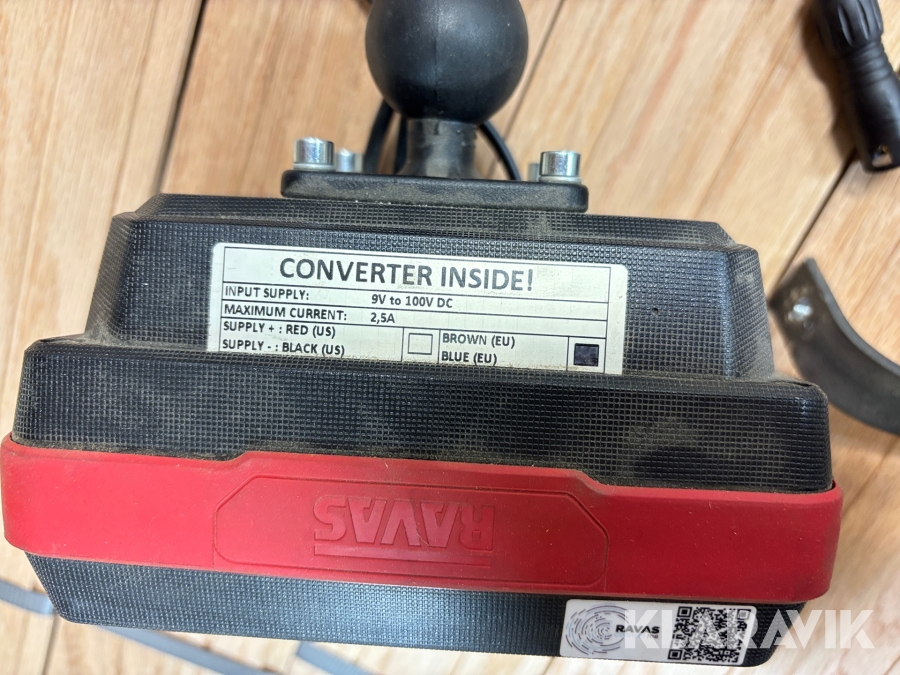 CONVERTER INSIDE!
INPUT SUPPLY: 9V to 100V DC
MAXIMUM CURRENT: 2,5A
SUPPLY + : RED (US) BROWN (EU)
SUPPLY - : BLACK (US) BLUE (EU)
RAVAS
RAVAS
KLARAVIK